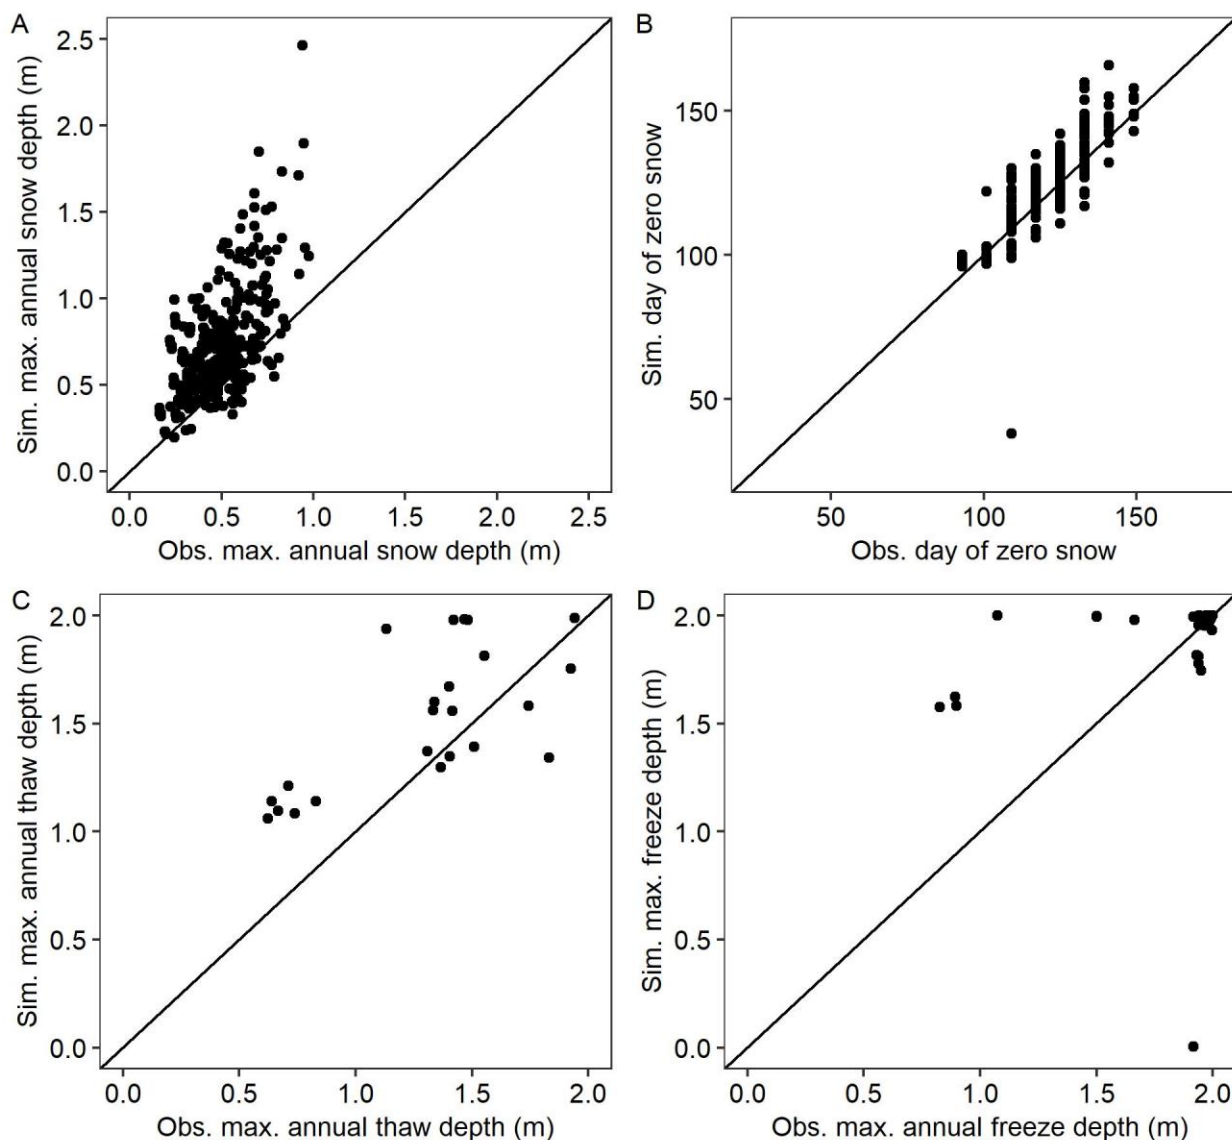 A
Sim. max. annual snow depth (m)
2.5
2.0
1.5
1.0
0.5
0.0
0.0 0.5 1.0 1.5 2.0 2.5
Obs. max. annual snow depth (m)
B
Sim. day of zero snow
150
100
50
50 100 150
Obs. day of zero snow
C
Sim. max. annual thaw depth (m)
2.0
1.5
1.0
0.5
0.0
0.0 0.5 1.0 1.5 2.0
Obs. max. annual thaw depth (m)
D
Sim. max. freeze depth (m)
2.0
1.5
1.0
0.5
0.0
0.0 0.5 1.0 1.5 2.0
Obs. max. annual freeze depth (m)